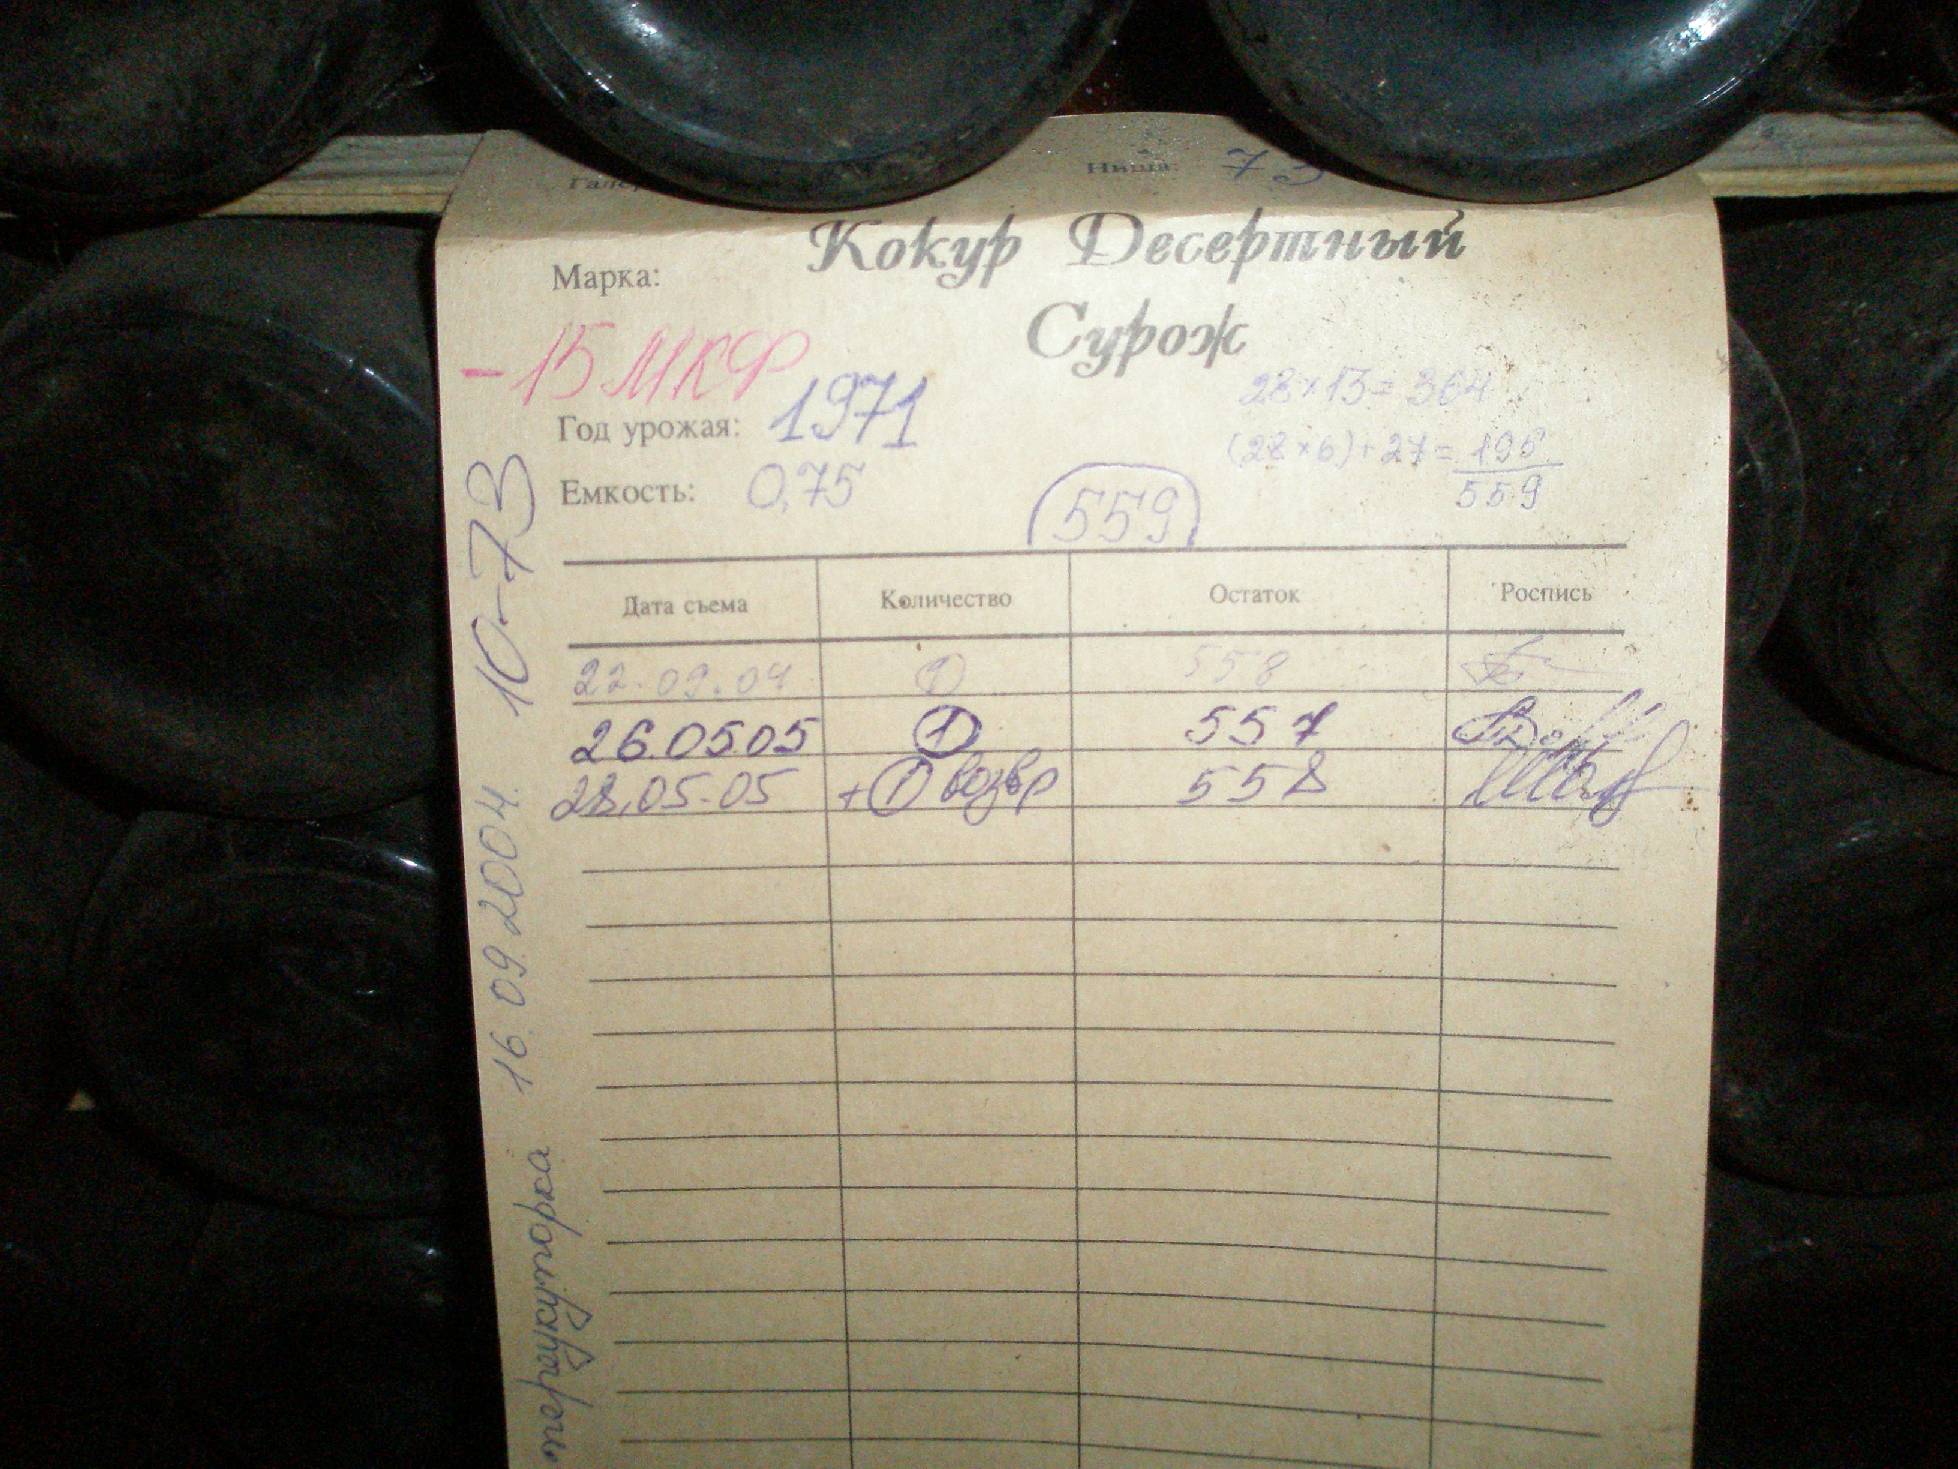 Ниша: 73
Марка: Кокур Десертный
Сурож
- 15 МКФ
Год урожая: 1971
Емкость: 0,75
28×13=364
(28×6)+27=195
559
559
Дата съема Количество Остаток Роспись
22.09.04 1 558
26.05.05 1 557
28.05.05 +1 возвр 558
перекупорка 16.09.2004. 10-73